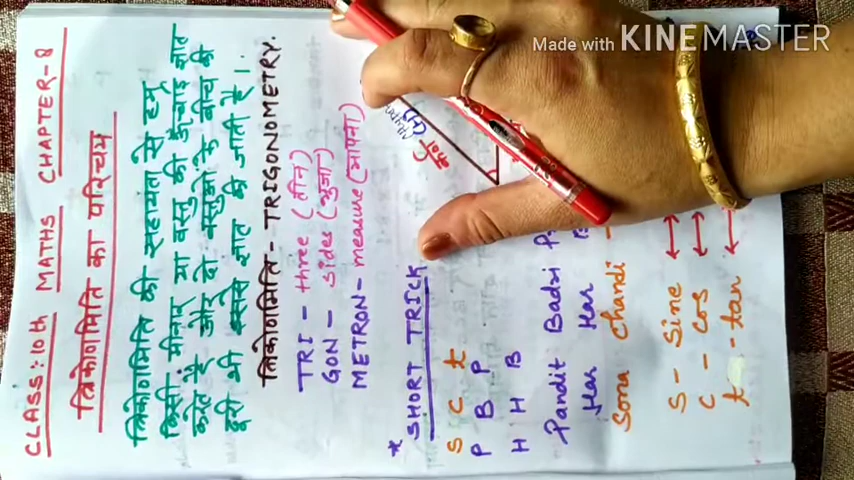 Made with KINEMASTER
CLASS: 10th MATHS CHAPTER-8
त्रिकोणमिति का परिचय
त्रिकोणमिति की सहायता से हम
किसी मीनार या वस्तु की ऊँचाई ज्ञात
करते हैं और दो वस्तुओं के बीच की
दूरी भी इससे ज्ञात की जाती है।
त्रिकोणमिति - TRIGONOMETRY.
TRI - three (तीन)
GON - sides (भुजा)
METRON - measure (मापना)
* SHORT TRICK
S C t
P B P
H H B
Pandit Badri
Har Har
Sona Chandi
S - Sine
C - cos
t - tan